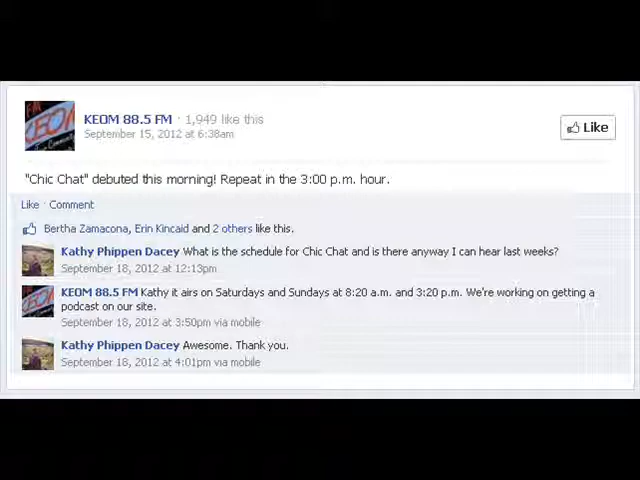 KEOM 88.5 FM · 1,949 like this
September 15, 2012 at 6:38am
Like
"Chic Chat" debuted this morning! Repeat in the 3:00 p.m. hour.
Like · Comment
Bertha Zamacona, Erin Kincaid and 2 others like this.
Kathy Phippen Dacey What is the schedule for Chic Chat and is there anyway I can hear last weeks?
September 18, 2012 at 12:13pm
KEOM 88.5 FM Kathy it airs on Saturdays and Sundays at 8:20 a.m. and 3:20 p.m. We're working on getting a
podcast on our site.
September 18, 2012 at 3:50pm via mobile
Kathy Phippen Dacey Awesome. Thank you.
September 18, 2012 at 4:01pm via mobile